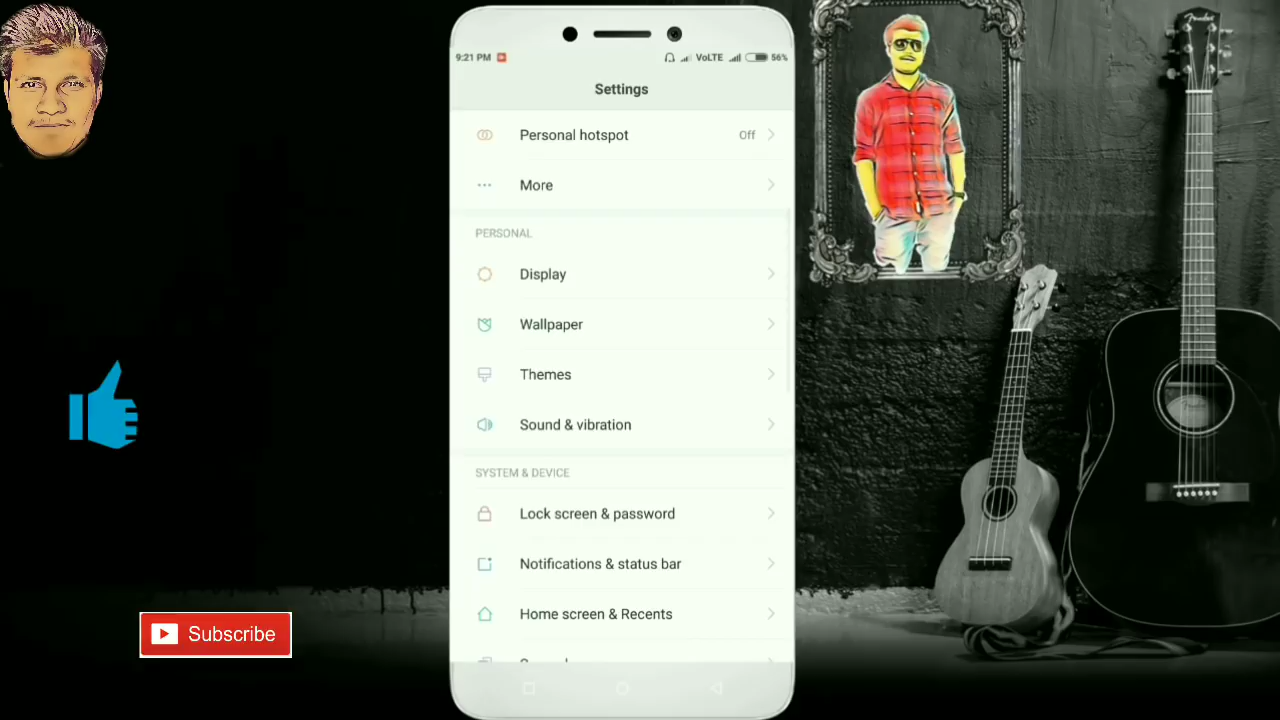 9:21 PM VoLTE 56%
Settings
Personal hotspot Off
More
PERSONAL
Display
Wallpaper
Themes
Sound & vibration
SYSTEM & DEVICE
Lock screen & password
Notifications & status bar
Home screen & Recents
Subscribe
Fender